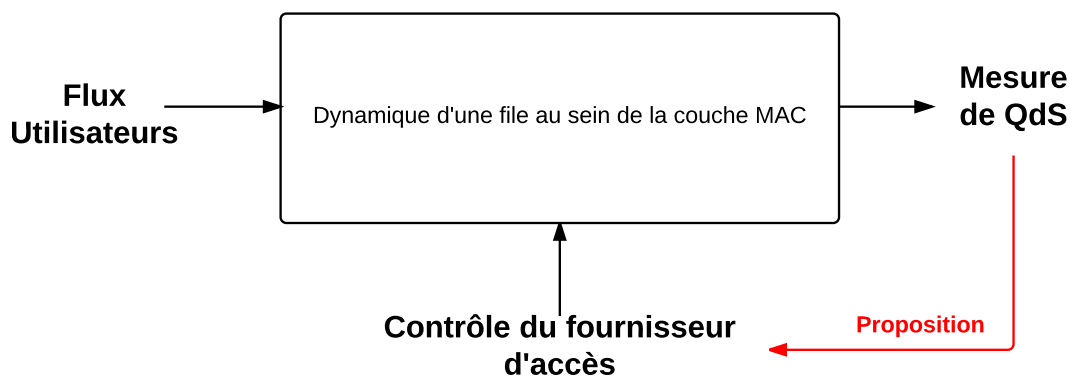 Flux
Utilisateurs
Dynamique d'une file au sein de la couche MAC
Mesure
de QdS
Proposition
Contrôle du fournisseur
d'accès